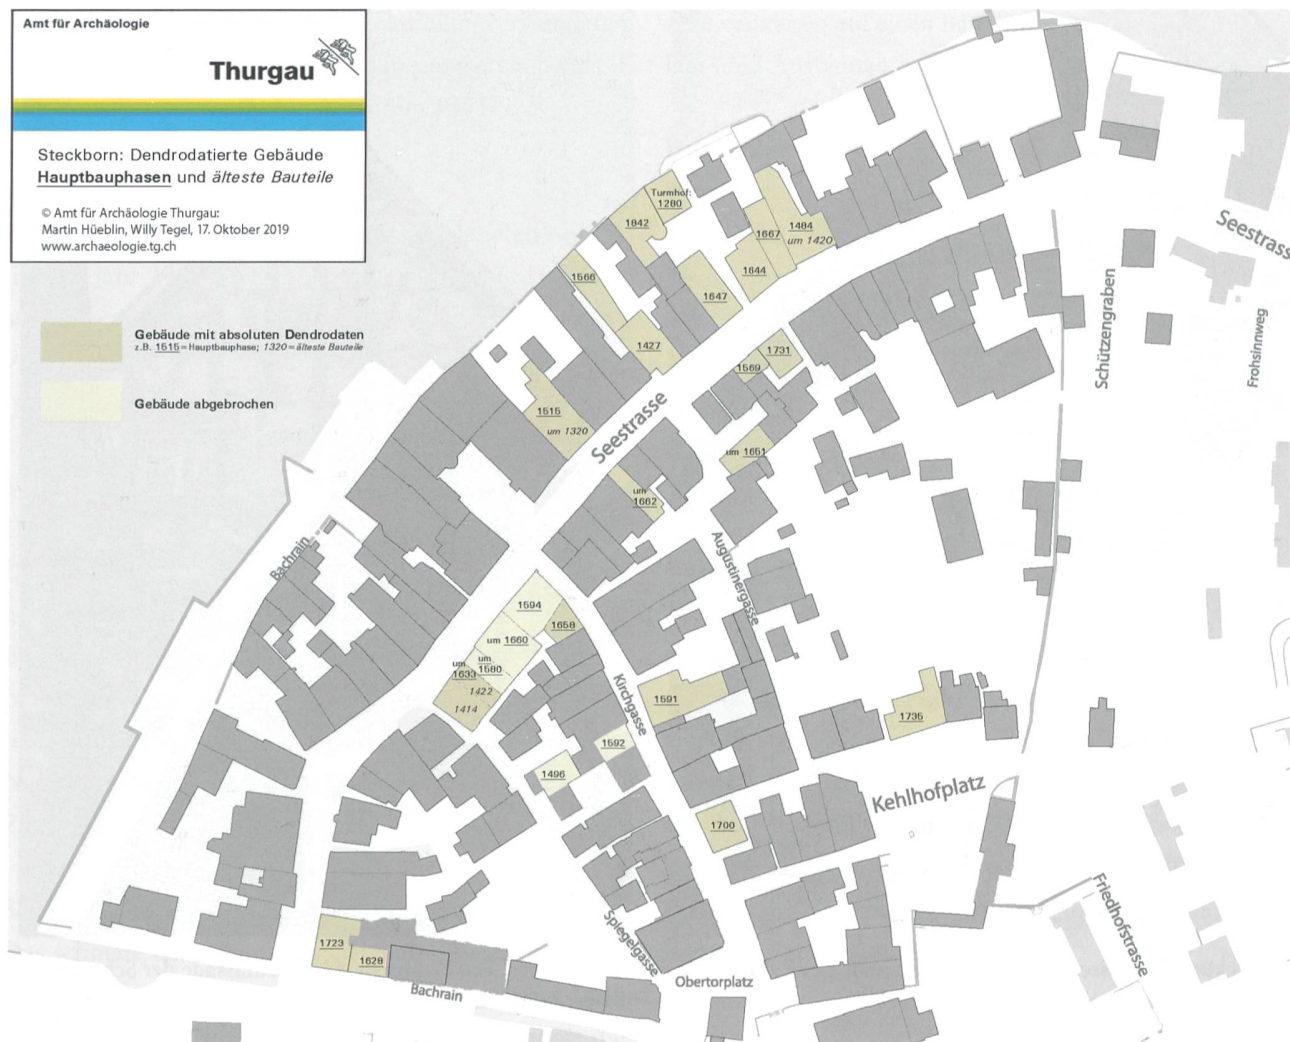 Amt für Archäologie
Thurgau
Steckborn: Dendrodatierte Gebäude
Hauptbauphasen und älteste Bauteile
© Amt für Archäologie Thurgau:
Martin Hüeblin, Willy Tegel, 17. Oktober 2019
www.archaeologie.tg.ch
Gebäude mit absoluten Dendrodaten
z.B. 1515=Hauptbauphase; 1320=älteste Bauteile
Gebäude abgebrochen
Turmhof:
1280
1842
1484
um 1420
1667
1644
1566
1647
1427
1731
1569
1515
um 1320
Seestrasse
um 1651
um
1662
Seestrasse
Schützengraben
Frohsinnweg
Bachrain
Augustinergasse
1594
1658
um 1660
um
1580
um
1633
1422
1414
Kirchgasse
1591
1735
1592
1496
Kehlhofplatz
1700
Friedhofstrasse
Spiegelgasse
1723
1628
Bachrain
Obertorplatz